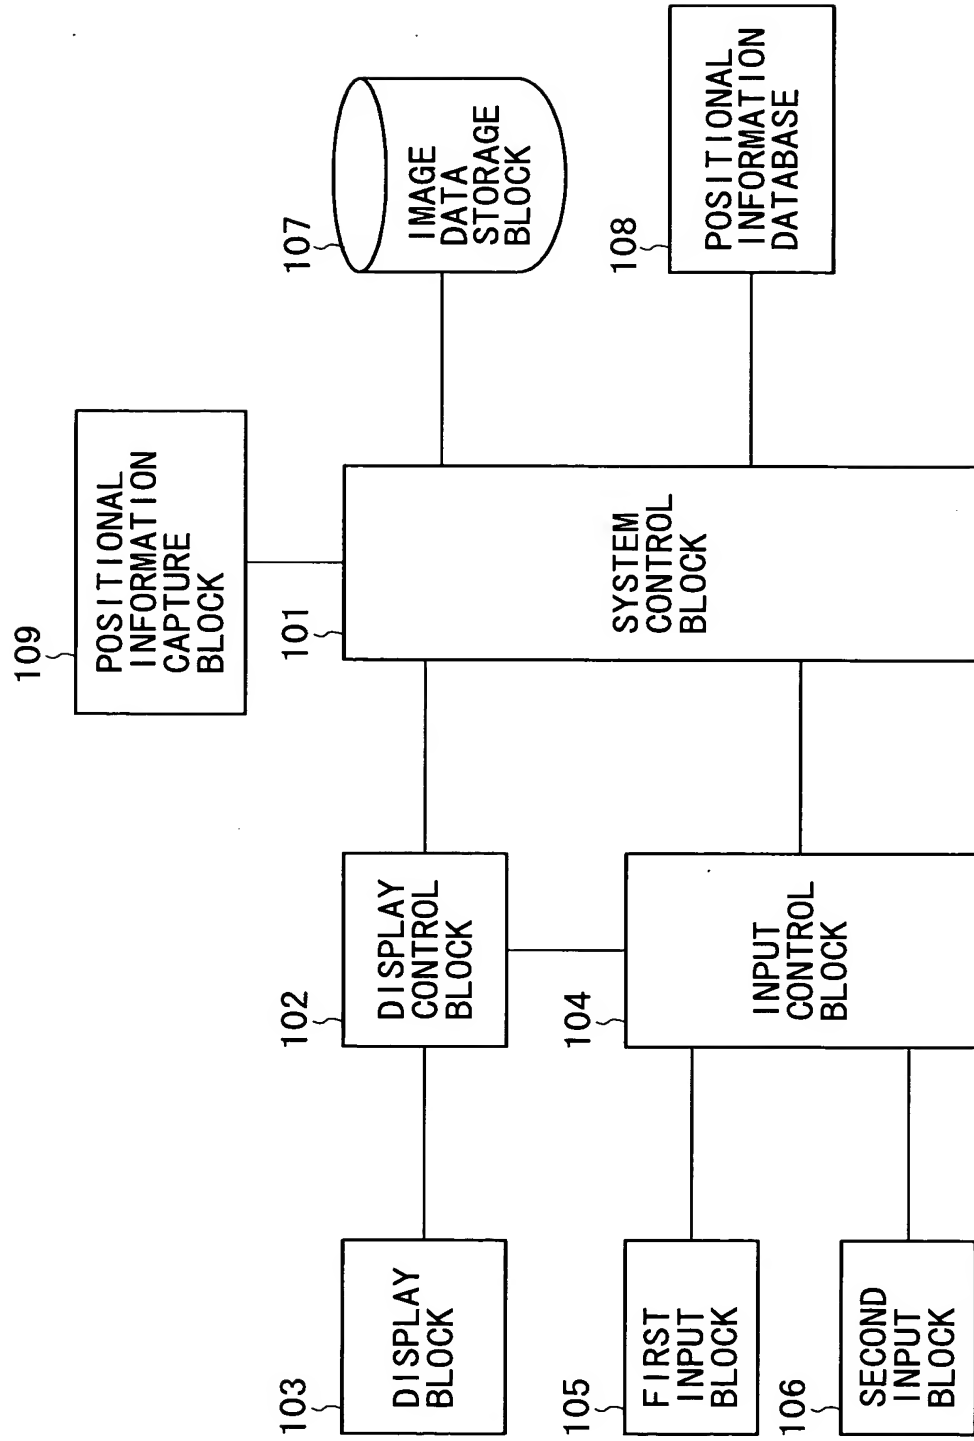 109
POSITIONAL
INFORMATION
CAPTURE
BLOCK
103
DISPLAY
BLOCK
102
DISPLAY
CONTROL
BLOCK
101
SYSTEM
CONTROL
BLOCK
107
IMAGE
DATA
STORAGE
BLOCK
105
FIRST
INPUT
BLOCK
104
INPUT
CONTROL
BLOCK
108
POSITIONAL
INFORMATION
DATABASE
106
SECOND
INPUT
BLOCK